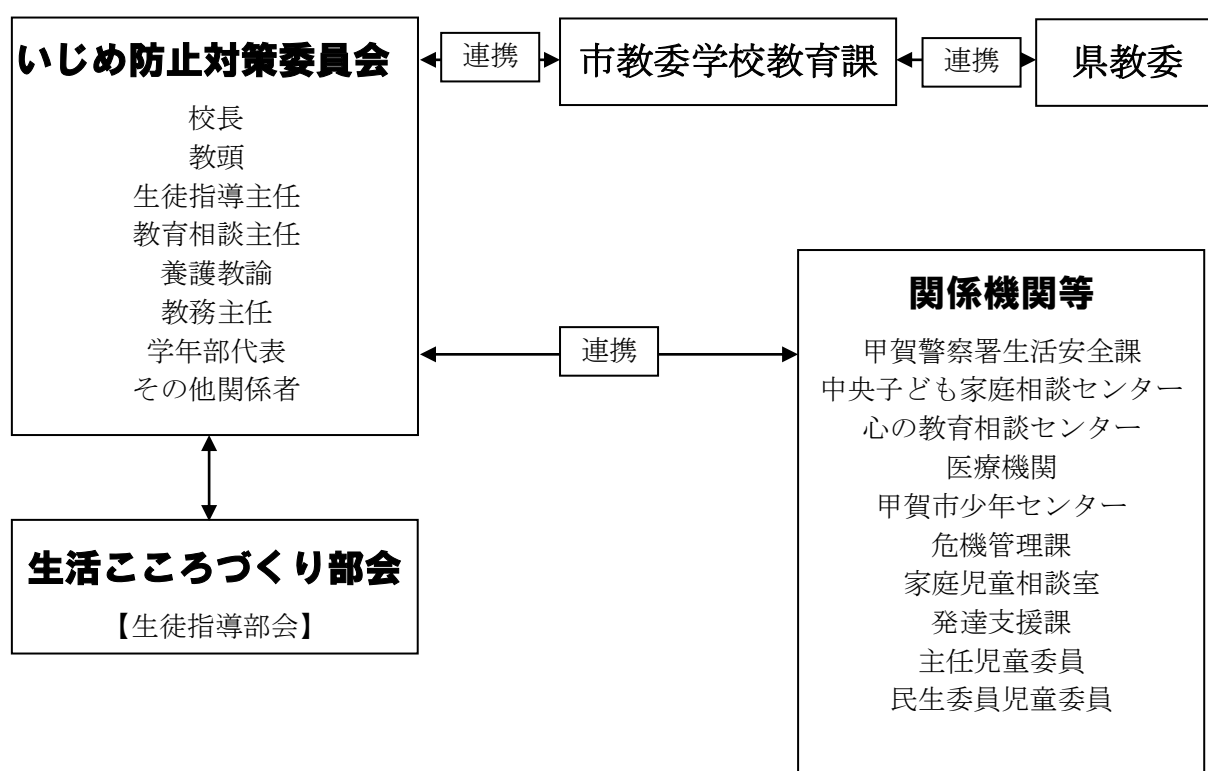 いじめ防止対策委員会
校長
教頭
生徒指導主任
教育相談主任
養護教諭
教務主任
学年部代表
その他関係者
連携
市教委学校教育課
連携
県教委
連携
関係機関等
甲賀警察署生活安全課
中央子ども家庭相談センター
心の教育相談センター
医療機関
甲賀市少年センター
危機管理課
家庭児童相談室
発達支援課
主任児童委員
民生委員児童委員
生活こころづくり部会
【生徒指導部会】